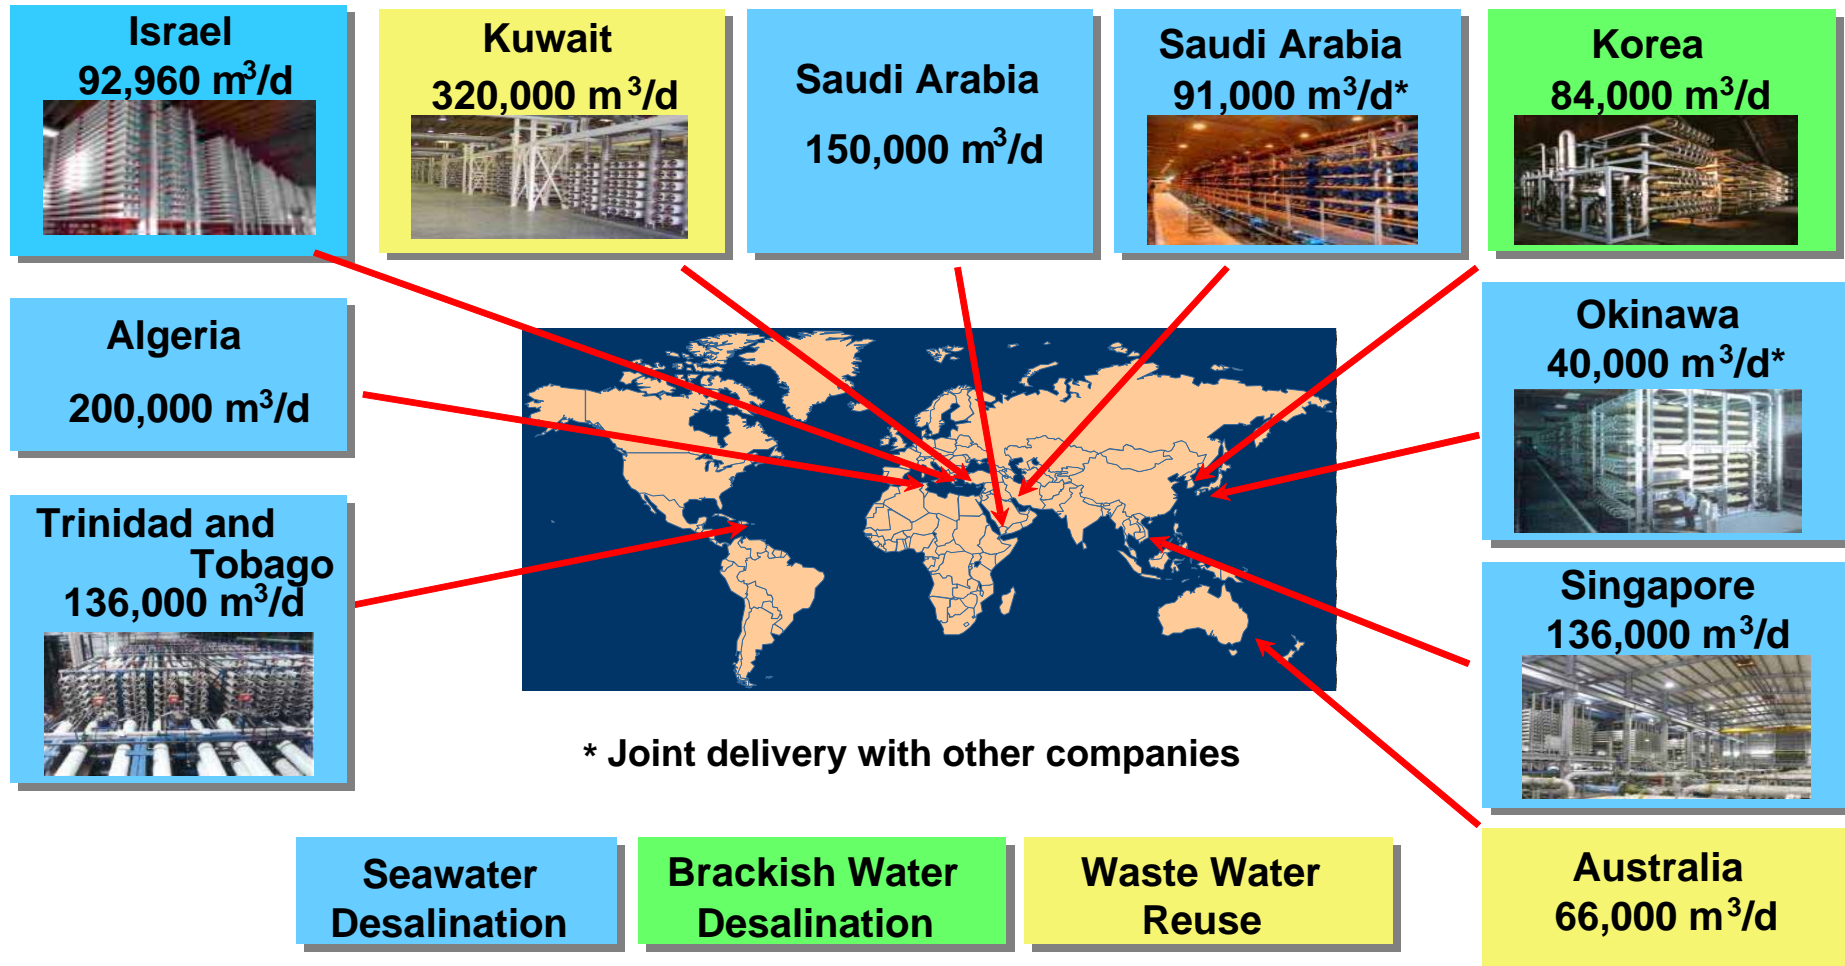 Israel
92,960 m³/d
Kuwait
320,000 m³/d
Saudi Arabia
150,000 m³/d
Saudi Arabia
91,000 m³/d*
Korea
84,000 m³/d
Algeria
200,000 m³/d
Okinawa
40,000 m³/d*
Trinidad and
Tobago
136,000 m³/d
Singapore
136,000 m³/d
* Joint delivery with other companies
Seawater
Desalination
Brackish Water
Desalination
Waste Water
Reuse
Australia
66,000 m³/d